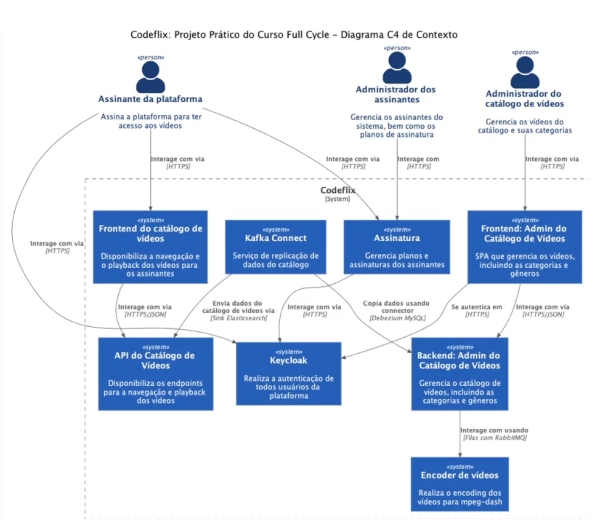 Codeflix: Projeto Prático do Curso Full Cycle – Diagrama C4 de Contexto
«person»
Assinante da plataforma
Assina a plataforma para ter
acesso aos vídeos
«person»
Administrador dos
assinantes
Gerencia os assinantes do
sistema, bem como os
planos de assinatura
«person»
Administrador do
catálogo de vídeos
Gerencia os vídeos do
catálogo e suas categorias
Interage com via
[HTTPS]
Interage com via
[HTTPS]
Interage com
[HTTPS]
Interage com via
[HTTPS]
Codeflix
[System]
Interage com via
[HTTPS]
«system»
Frontend do catálogo de
vídeos
Disponibiliza a navegação e
o playback dos vídeos para
os assinantes
«system»
Kafka Connect
Serviço de replicação de
dados do catálogo
«system»
Assinatura
Gerencia planos e
assinaturas dos assinantes
«system»
Frontend: Admin do
Catálogo de Vídeos
SPA que gerencia os vídeos,
incluindo as categorias e
gêneros
Interage com via
[HTTPS/JSON]
Envia dados do
catálogo de vídeos via
[Sink Elasticsearch]
Interage com via
[HTTPS]
Copia dados usando
connector
[Debezium MySQL]
Se autentica em
[HTTPS]
Interage com via
[HTTPS/JSON]
«system»
API do Catálogo de
Vídeos
Disponibiliza os endpoints
para a navegação e playback
dos vídeos
«system»
Keycloak
Realiza a autenticação de
todos usuários da
plataforma
«system»
Backend: Admin do
Catálogo de Vídeos
Gerencia o catálogo de
vídeos, incluindo as
categorias e gêneros
Interage com usando
[Filas com RabbitMQ]
«system»
Encoder de vídeos
Realiza o encoding dos
vídeos para mpeg-dash